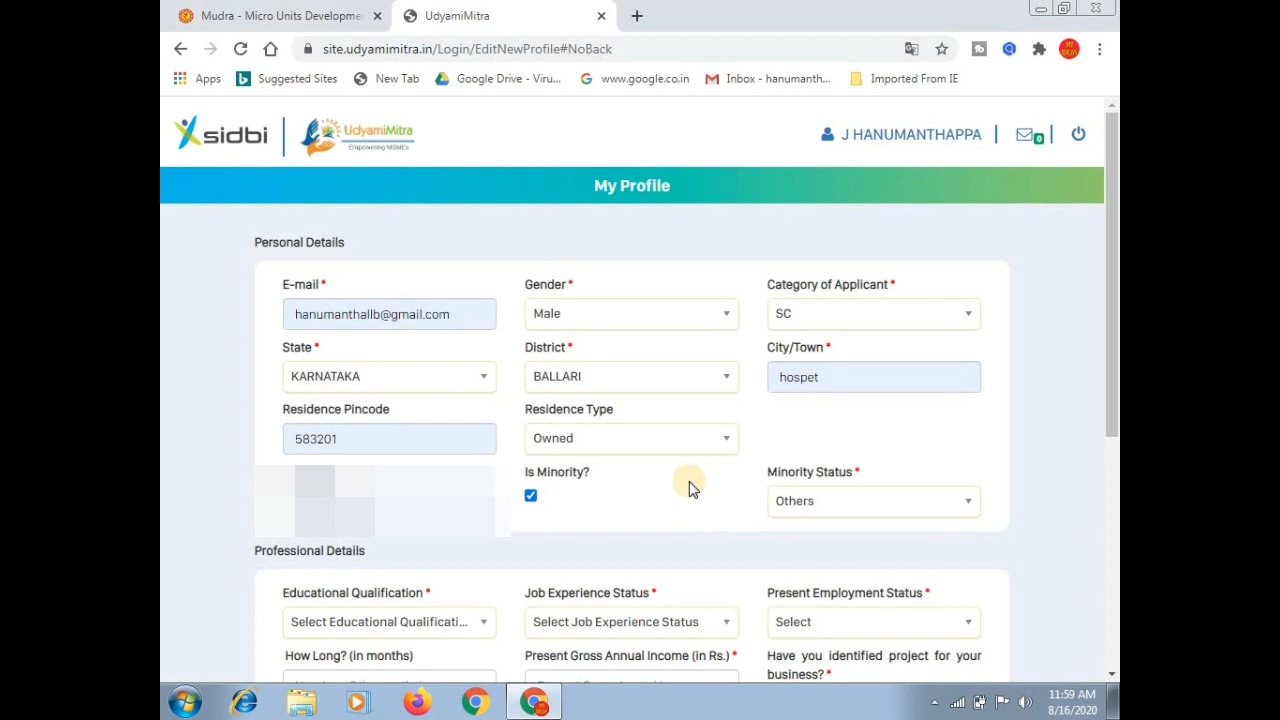 Mudra - Micro Units Developme
UdyamiMitra
site.udyamimitra.in/Login/EditNewProfile#NoBack
Apps
Suggested Sites
New Tab
Google Drive - Viru...
www.google.co.in
Inbox - hanumanth...
Imported From IE
sidbi
UdyamiMitra
Empowering MSMEs
J HANUMANTHAPPA
0
My Profile
Personal Details
E-mail *
Gender *
Category of Applicant *
hanumanthallb@gmail.com
Male
SC
State *
District *
City/Town *
KARNATAKA
BALLARI
hospet
Residence Pincode
Residence Type
583201
Owned
Is Minority?
Minority Status *
Others
Professional Details
Educational Qualification *
Job Experience Status *
Present Employment Status *
Select Educational Qualificati...
Select Job Experience Status
Select
How Long? (in months)
Present Gross Annual Income (in Rs.) *
Have you identified project for your
business? *
11:59 AM
8/16/2020